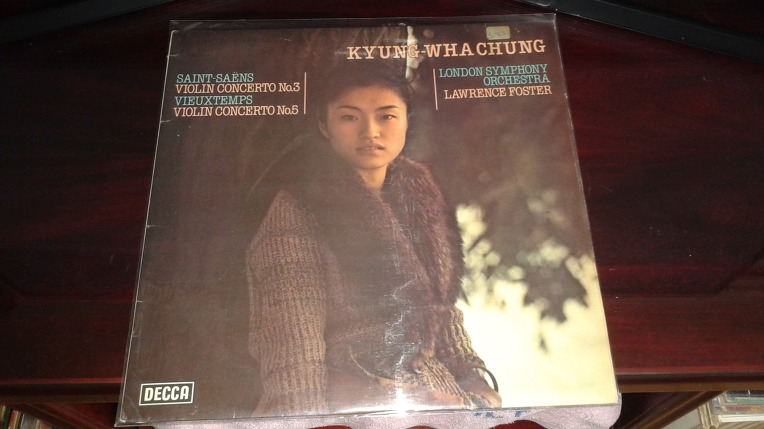 KYUNG-WHA CHUNG
SAINT-SAËNS
VIOLIN CONCERTO No.3
VIEUXTEMPS
VIOLIN CONCERTO No.5
LONDON SYMPHONY
ORCHESTRA
LAWRENCE FOSTER
DECCA